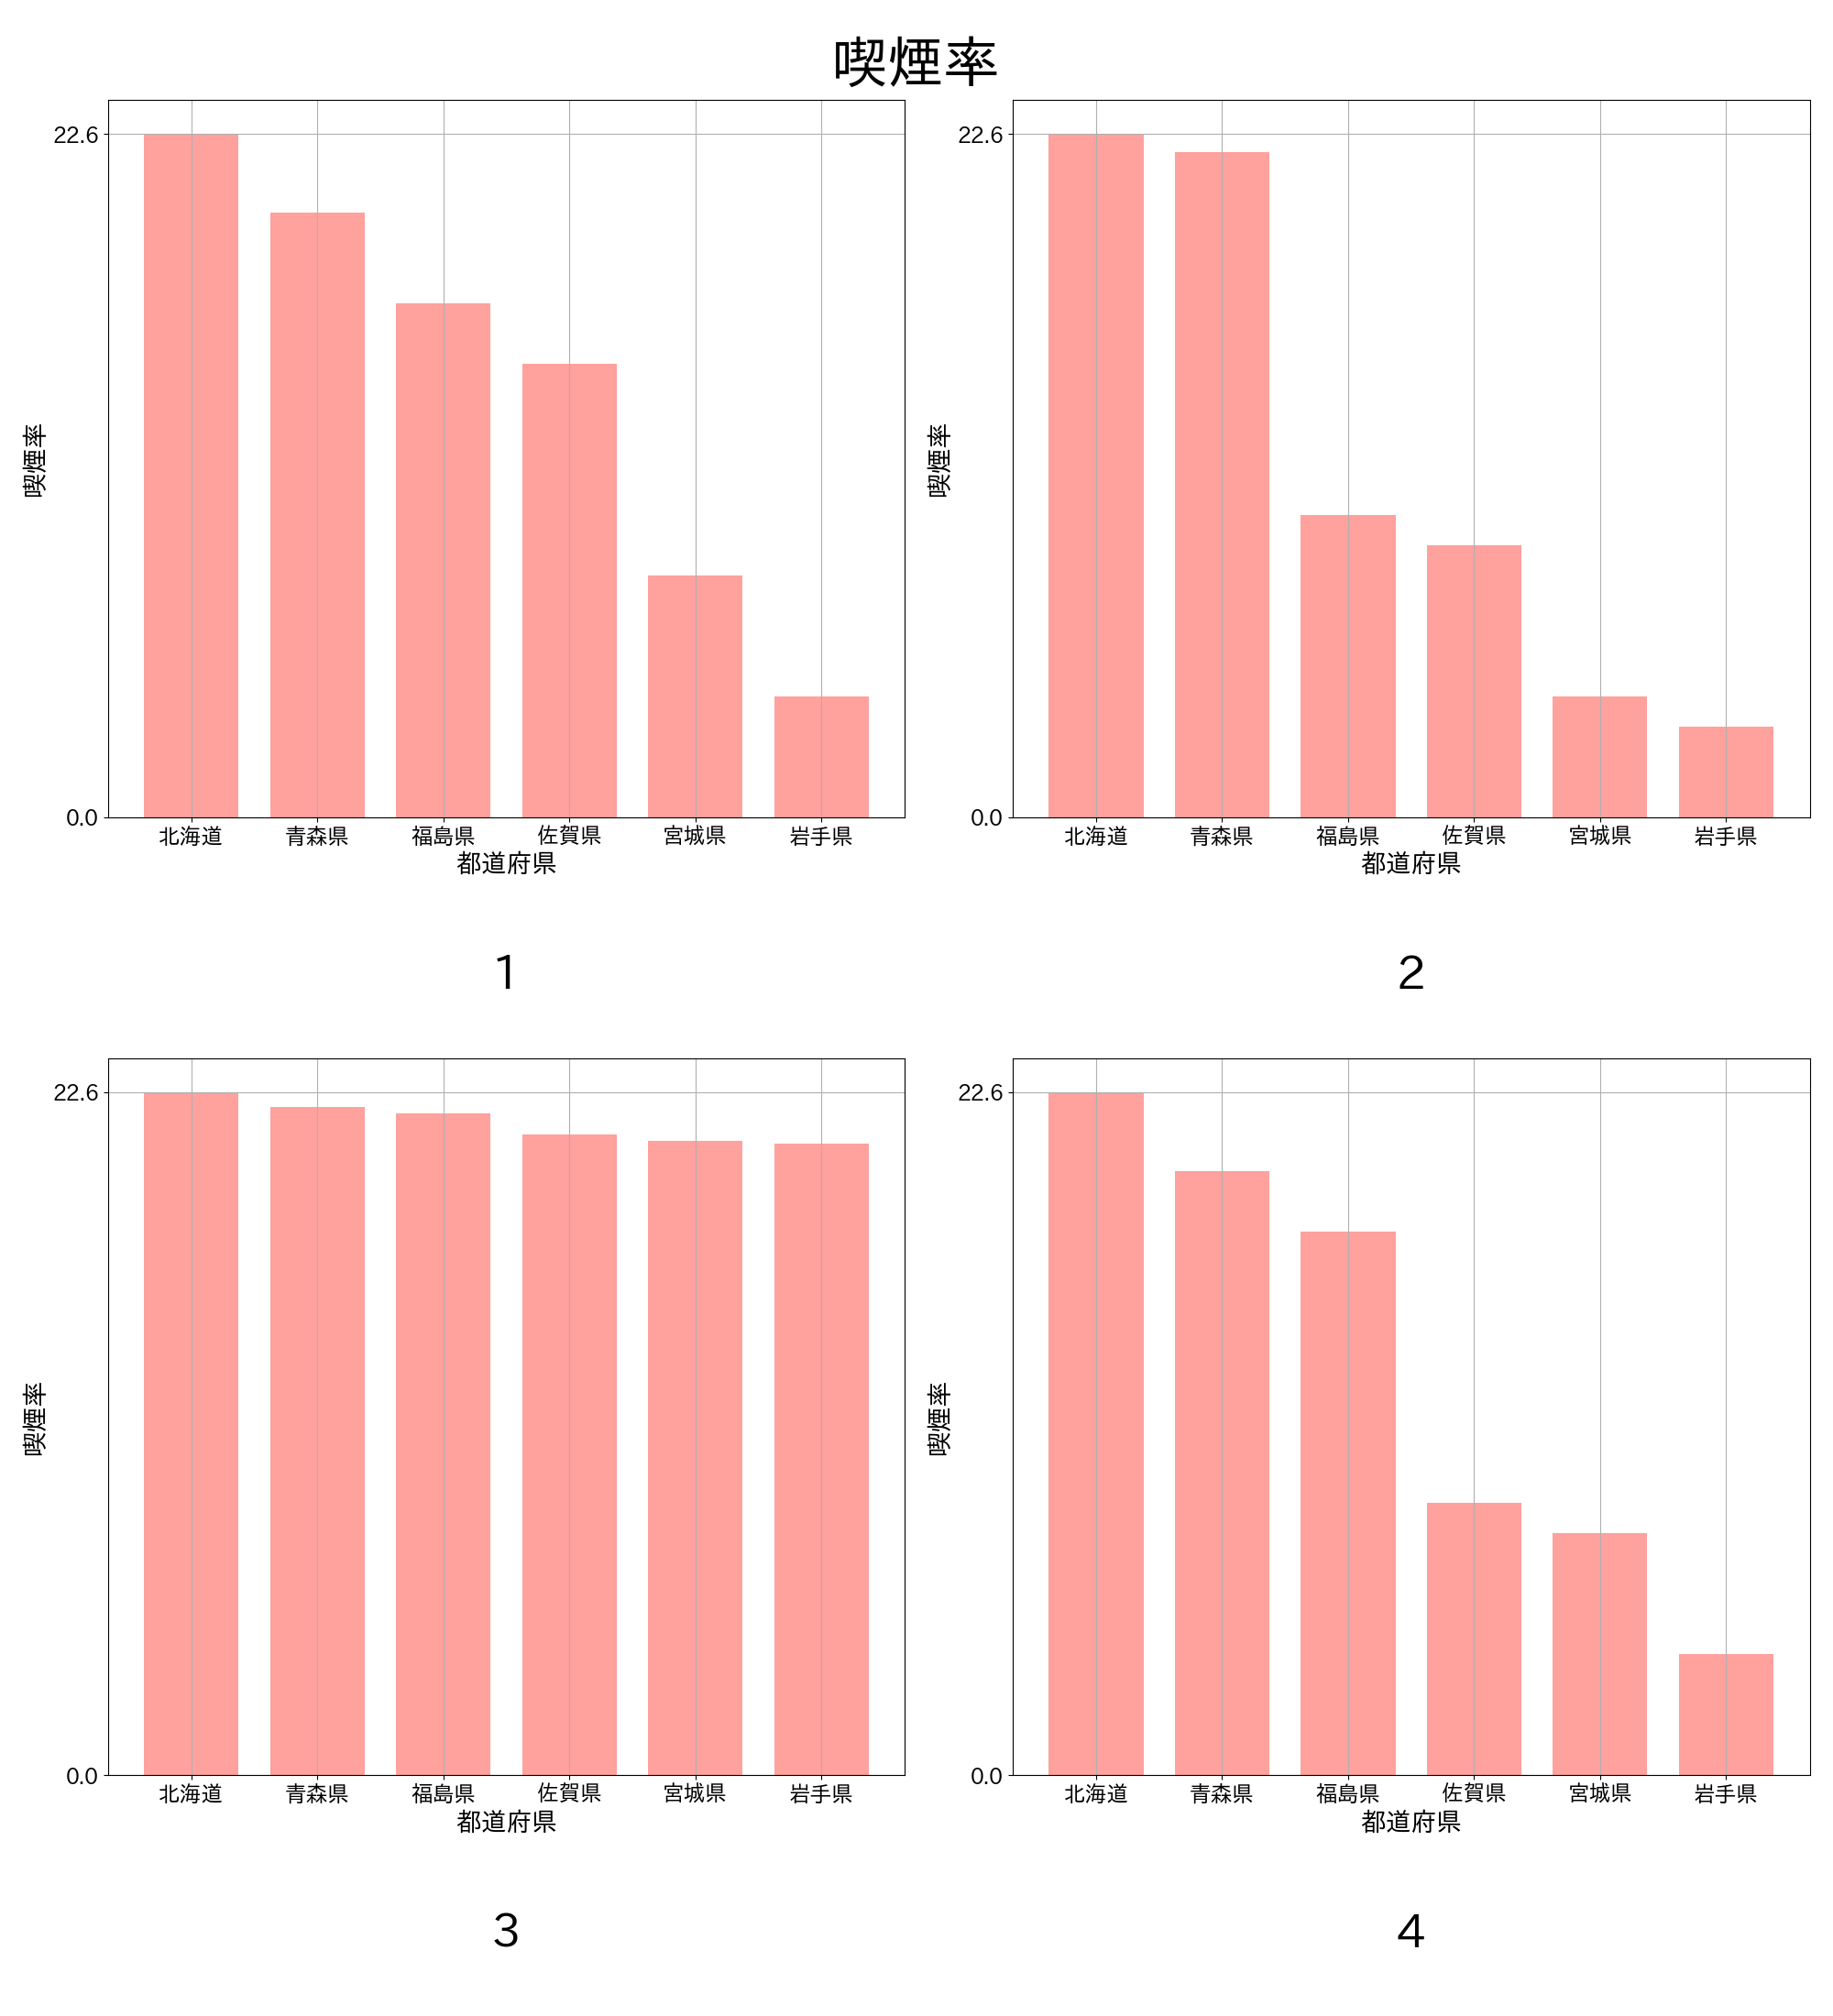 喫煙率
22.6
喫煙率
0.0
北海道 青森県 福島県 佐賀県 宮城県 岩手県
都道府県
1
22.6
喫煙率
0.0
北海道 青森県 福島県 佐賀県 宮城県 岩手県
都道府県
2
22.6
喫煙率
0.0
北海道 青森県 福島県 佐賀県 宮城県 岩手県
都道府県
3
22.6
喫煙率
0.0
北海道 青森県 福島県 佐賀県 宮城県 岩手県
都道府県
4